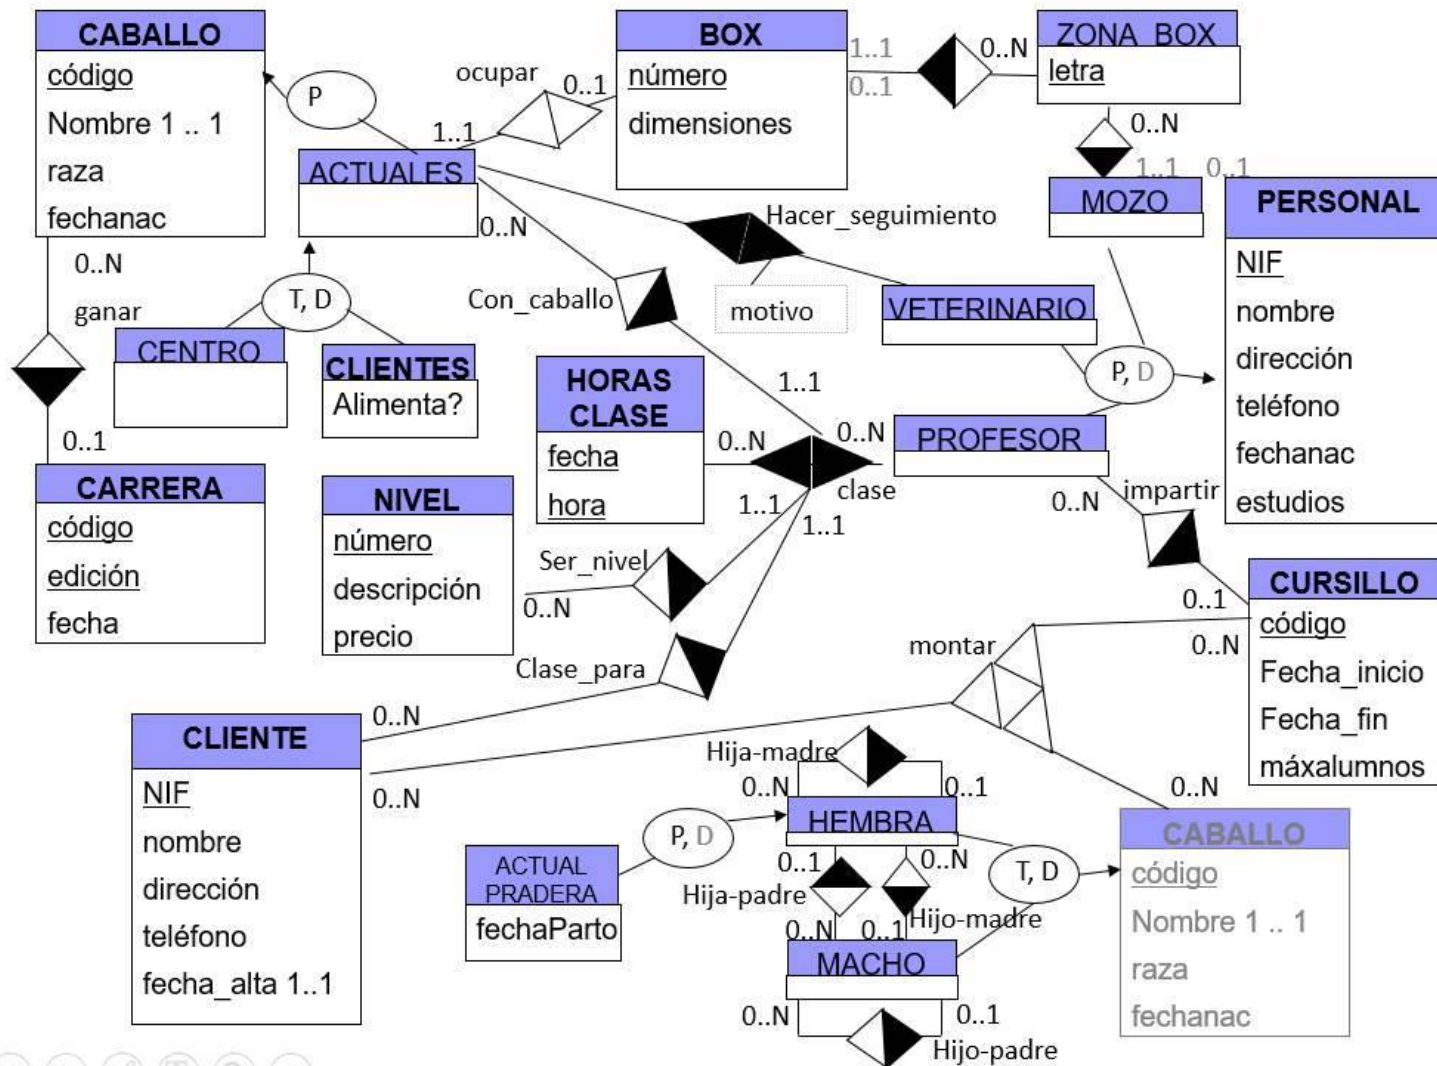 CABALLO
código
Nombre 1 .. 1
raza
fechanac
P
ocupar
0..1
1..1
ACTUALES
0..N
BOX
número
dimensiones
1..1
0..1
0..N
ZONA_BOX
letra
0..N
1..1 0..1
MOZO
PERSONAL
NIF
nombre
dirección
teléfono
fechanac
estudios
Hacer_seguimiento
motivo
VETERINARIO
P, D
PROFESOR
0..N
ganar
0..1
T, D
CENTRO
CLIENTES
Alimenta?
Con_caballo
1..1
HORAS
CLASE
fecha
hora
0..N
0..N
clase
1..1
1..1
CARRERA
código
edición
fecha
NIVEL
número
descripción
precio
Ser_nivel
0..N
Clase_para
0..N
0..N
impartir
0..1
CURSILLO
código
Fecha_inicio
Fecha_fin
máxalumnos
0..N
montar
0..N
CLIENTE
NIF
nombre
dirección
teléfono
fecha_alta 1..1
0..N
Hija-madre
0..N
0..1
HEMBRA
P, D
ACTUAL
PRADERA
fechaParto
0..1
0..N
Hija-padre
Hijo-madre
0..N
0..1
T, D
MACHO
0..N
0..1
Hijo-padre
CABALLO
código
Nombre 1 .. 1
raza
fechanac